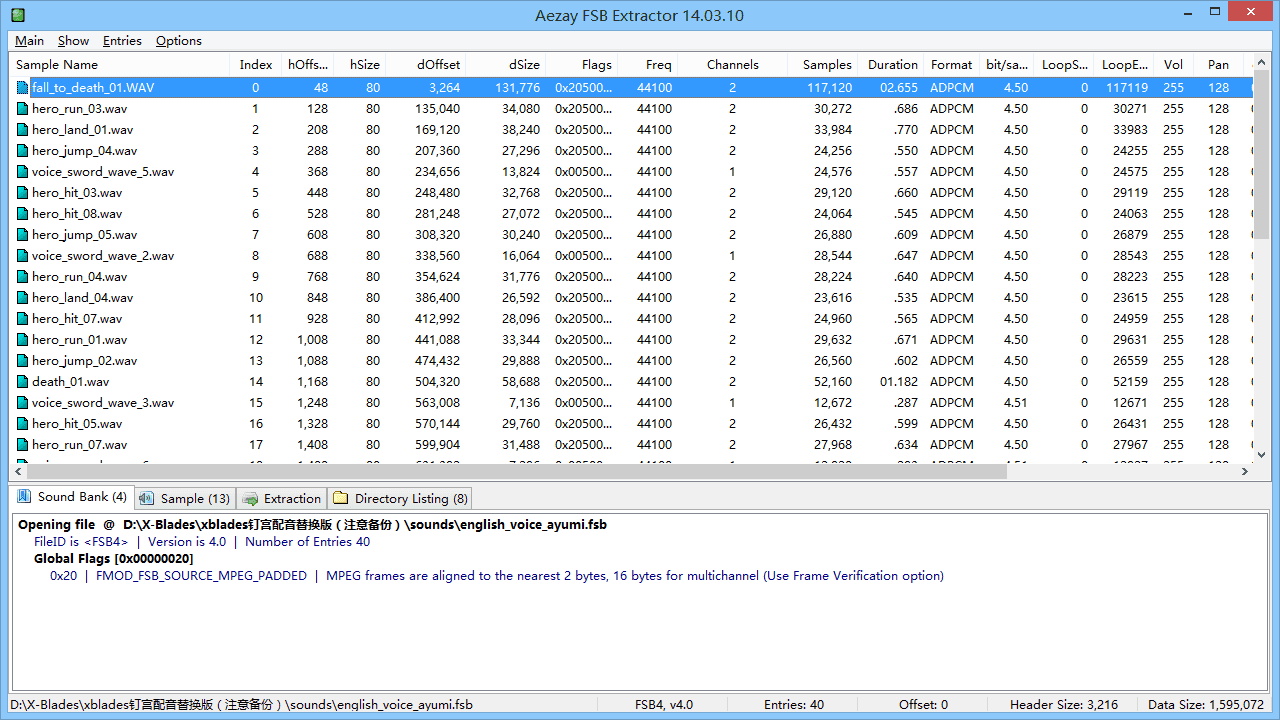 Aezay FSB Extractor 14.03.10
Main Show Entries Options
Sample Name Index hOffs... hSize dOffset dSize Flags Freq Channels Samples Duration Format bit/sa... LoopS... LoopE... Vol Pan
fall_to_death_01.WAV 0 48 80 3,264 131,776 0x20500... 44100 2 117,120 02.655 ADPCM 4.50 0 117119 255 128
hero_run_03.wav 1 128 80 135,040 34,080 0x20500... 44100 2 30,272 .686 ADPCM 4.50 0 30271 255 128
hero_land_01.wav 2 208 80 169,120 38,240 0x20500... 44100 2 33,984 .770 ADPCM 4.50 0 33983 255 128
hero_jump_04.wav 3 288 80 207,360 27,296 0x20500... 44100 2 24,256 .550 ADPCM 4.50 0 24255 255 128
voice_sword_wave_5.wav 4 368 80 234,656 13,824 0x00500... 44100 1 24,576 .557 ADPCM 4.50 0 24575 255 128
hero_hit_03.wav 5 448 80 248,480 32,768 0x20500... 44100 2 29,120 .660 ADPCM 4.50 0 29119 255 128
hero_hit_08.wav 6 528 80 281,248 27,072 0x20500... 44100 2 24,064 .545 ADPCM 4.50 0 24063 255 128
hero_jump_05.wav 7 608 80 308,320 30,240 0x20500... 44100 2 26,880 .609 ADPCM 4.50 0 26879 255 128
voice_sword_wave_2.wav 8 688 80 338,560 16,064 0x00500... 44100 1 28,544 .647 ADPCM 4.50 0 28543 255 128
hero_run_04.wav 9 768 80 354,624 31,776 0x20500... 44100 2 28,224 .640 ADPCM 4.50 0 28223 255 128
hero_land_04.wav 10 848 80 386,400 26,592 0x20500... 44100 2 23,616 .535 ADPCM 4.50 0 23615 255 128
hero_hit_07.wav 11 928 80 412,992 28,096 0x20500... 44100 2 24,960 .565 ADPCM 4.50 0 24959 255 128
hero_run_01.wav 12 1,008 80 441,088 33,344 0x20500... 44100 2 29,632 .671 ADPCM 4.50 0 29631 255 128
hero_jump_02.wav 13 1,088 80 474,432 29,888 0x20500... 44100 2 26,560 .602 ADPCM 4.50 0 26559 255 128
death_01.wav 14 1,168 80 504,320 58,688 0x20500... 44100 2 52,160 01.182 ADPCM 4.50 0 52159 255 128
voice_sword_wave_3.wav 15 1,248 80 563,008 7,136 0x00500... 44100 1 12,672 .287 ADPCM 4.51 0 12671 255 128
hero_hit_05.wav 16 1,328 80 570,144 29,760 0x20500... 44100 2 26,432 .599 ADPCM 4.50 0 26431 255 128
hero_run_07.wav 17 1,408 80 599,904 31,488 0x20500... 44100 2 27,968 .634 ADPCM 4.50 0 27967 255 128
Sound Bank (4) Sample (13) Extraction Directory Listing (8)
Opening file @ D:\X-Blades\xblades钉宫配音替换版（注意备份）\sounds\english_voice_ayumi.fsb
FileID is <FSB4> | Version is 4.0 | Number of Entries 40
Global Flags [0x00000020]
0x20 | FMOD_FSB_SOURCE_MPEG_PADDED | MPEG frames are aligned to the nearest 2 bytes, 16 bytes for multichannel (Use Frame Verification option)
D:\X-Blades\xblades钉宫配音替换版（注意备份）\sounds\english_voice_ayumi.fsb FSB4, v4.0 Entries: 40 Offset: 0 Header Size: 3,216 Data Size: 1,595,072